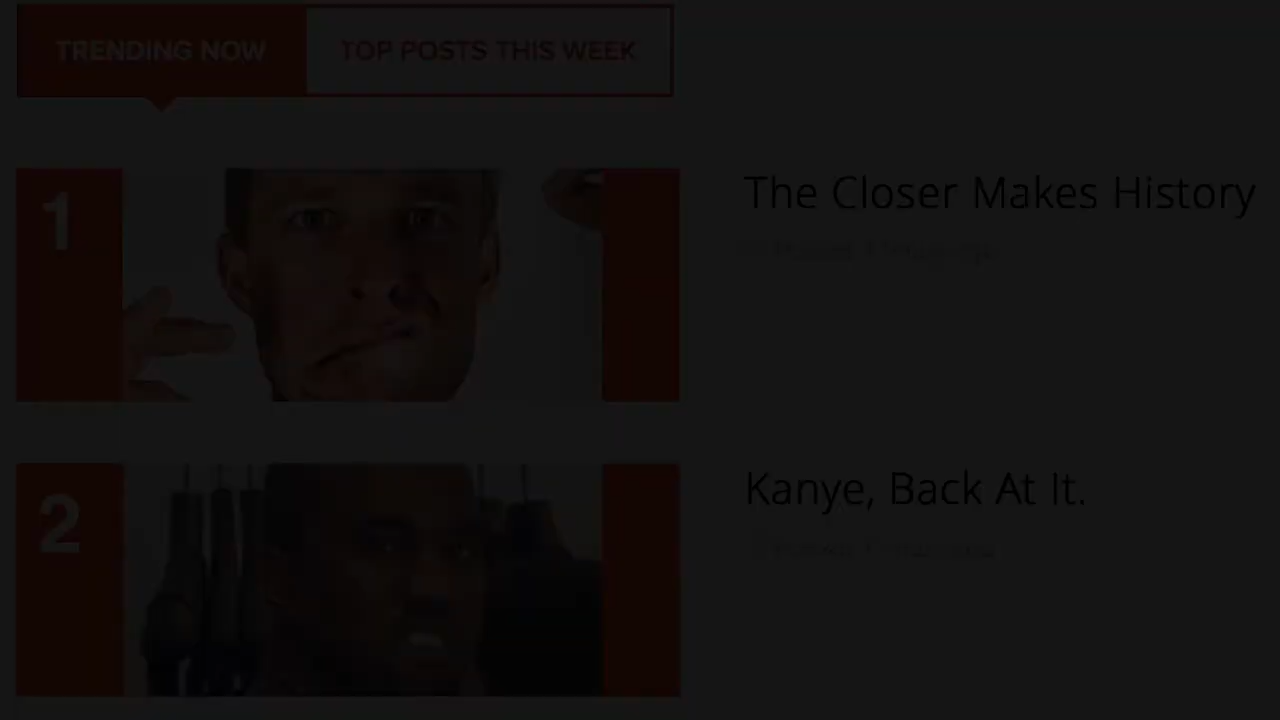 TRENDING NOW
TOP POSTS THIS WEEK
1
The Closer Makes History
2
Kanye, Back At It.